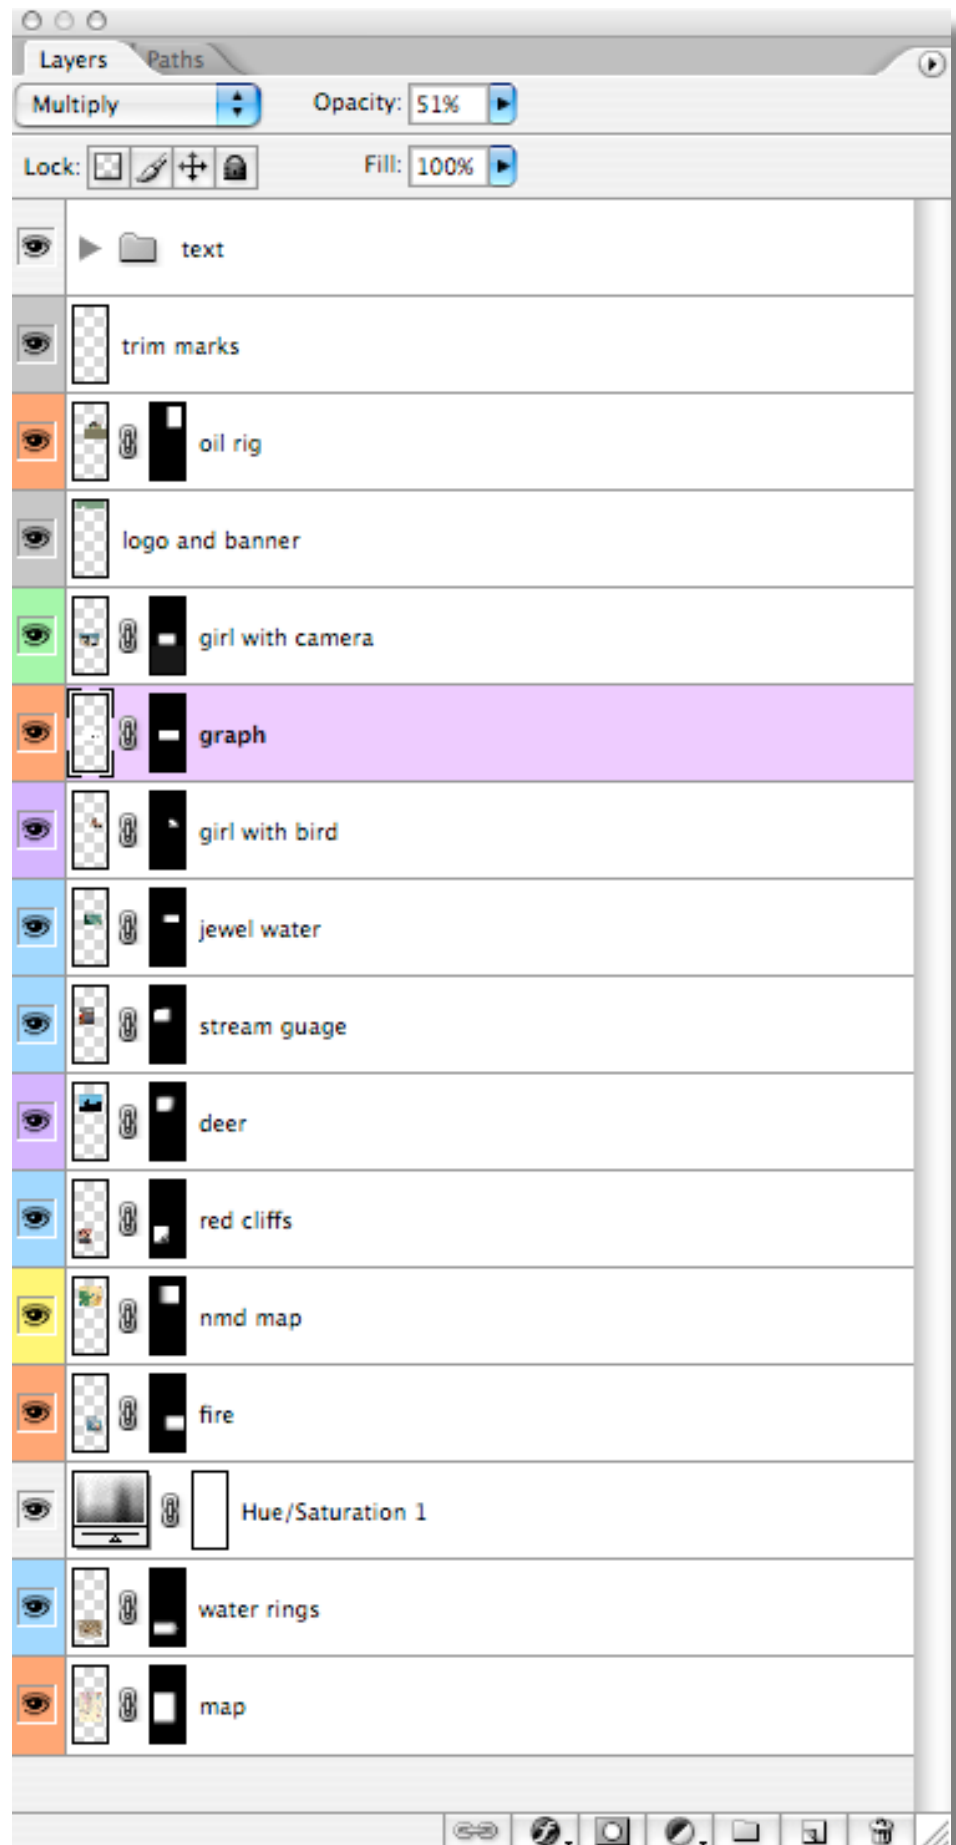 Layers Paths
Multiply Opacity: 51%
Lock: Fill: 100%
text
trim marks
oil rig
logo and banner
girl with camera
graph
girl with bird
jewel water
stream guage
deer
red cliffs
nmd map
fire
Hue/Saturation 1
water rings
map